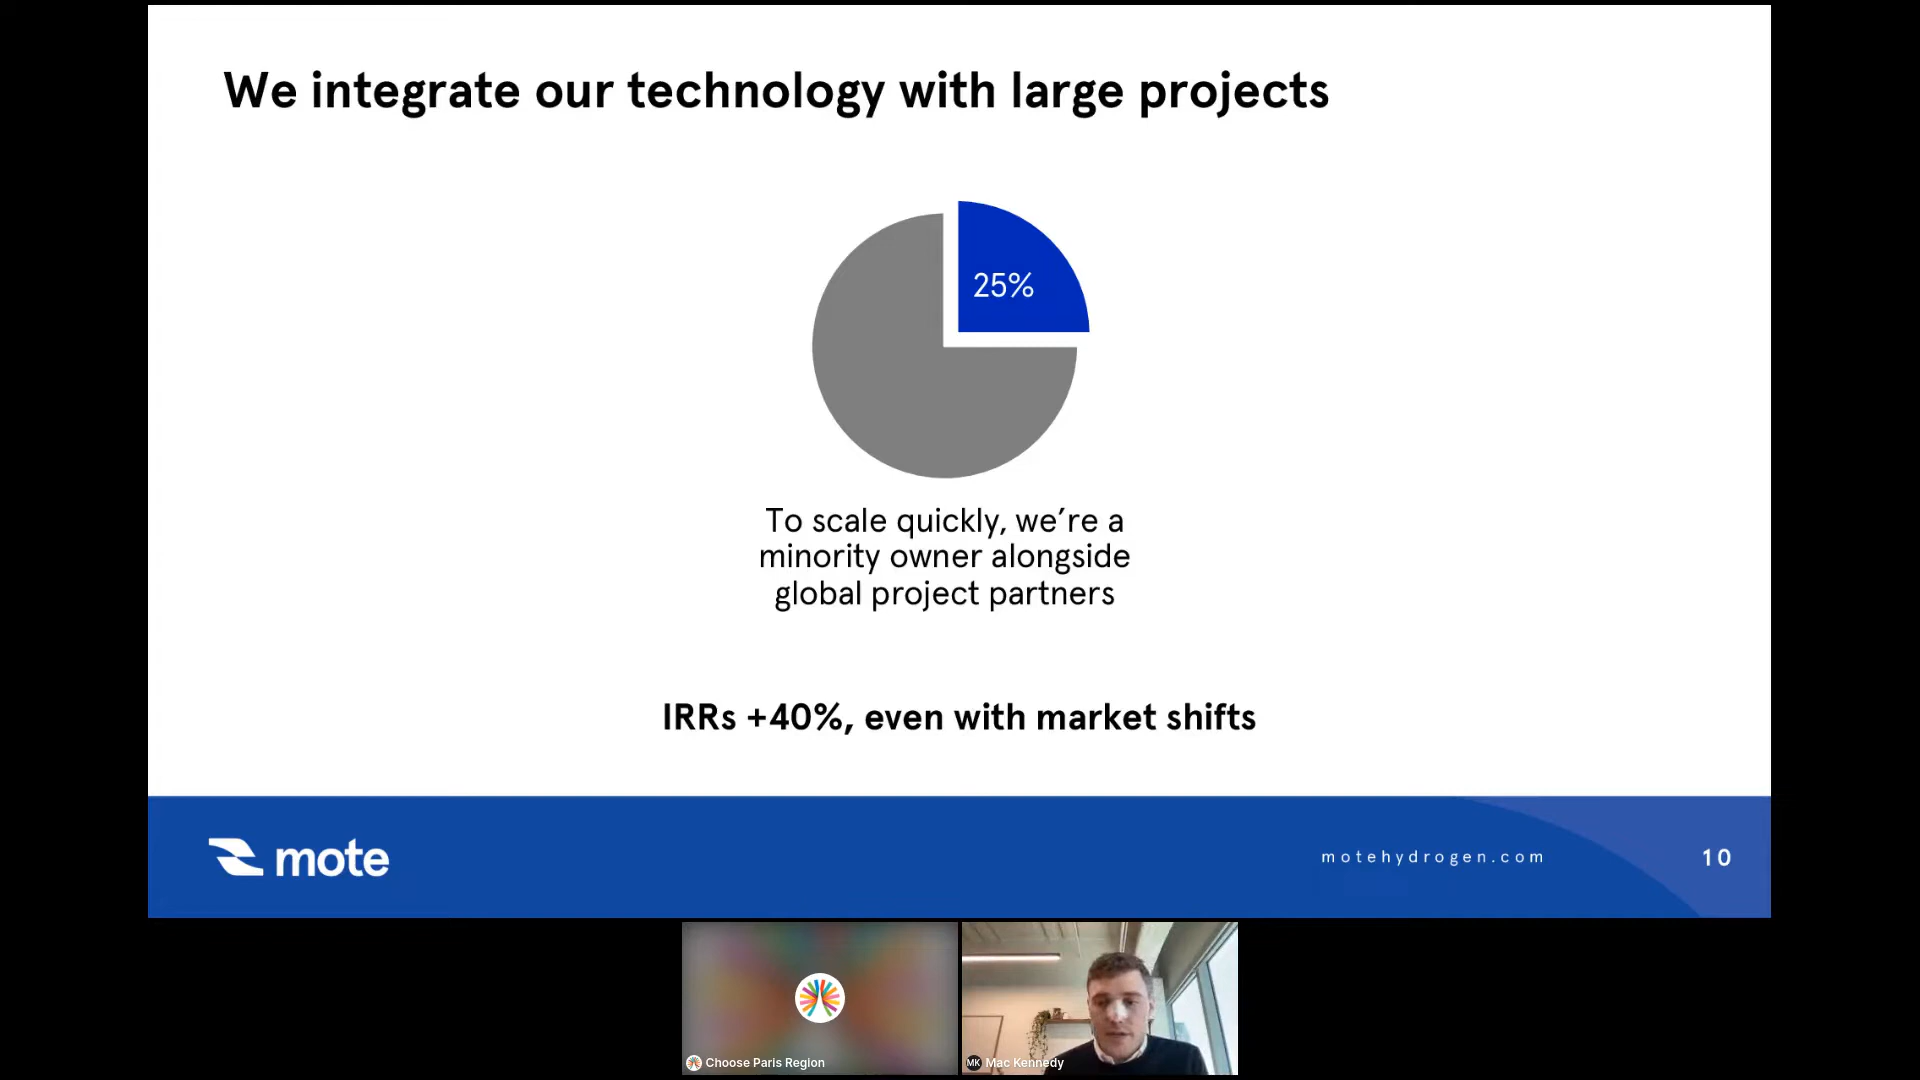 We integrate our technology with large projects
25%
To scale quickly, we’re a
minority owner alongside
global project partners
IRRs +40%, even with market shifts
mote
motehydrogen.com
10
Choose Paris Region
MK Mac Kennedy